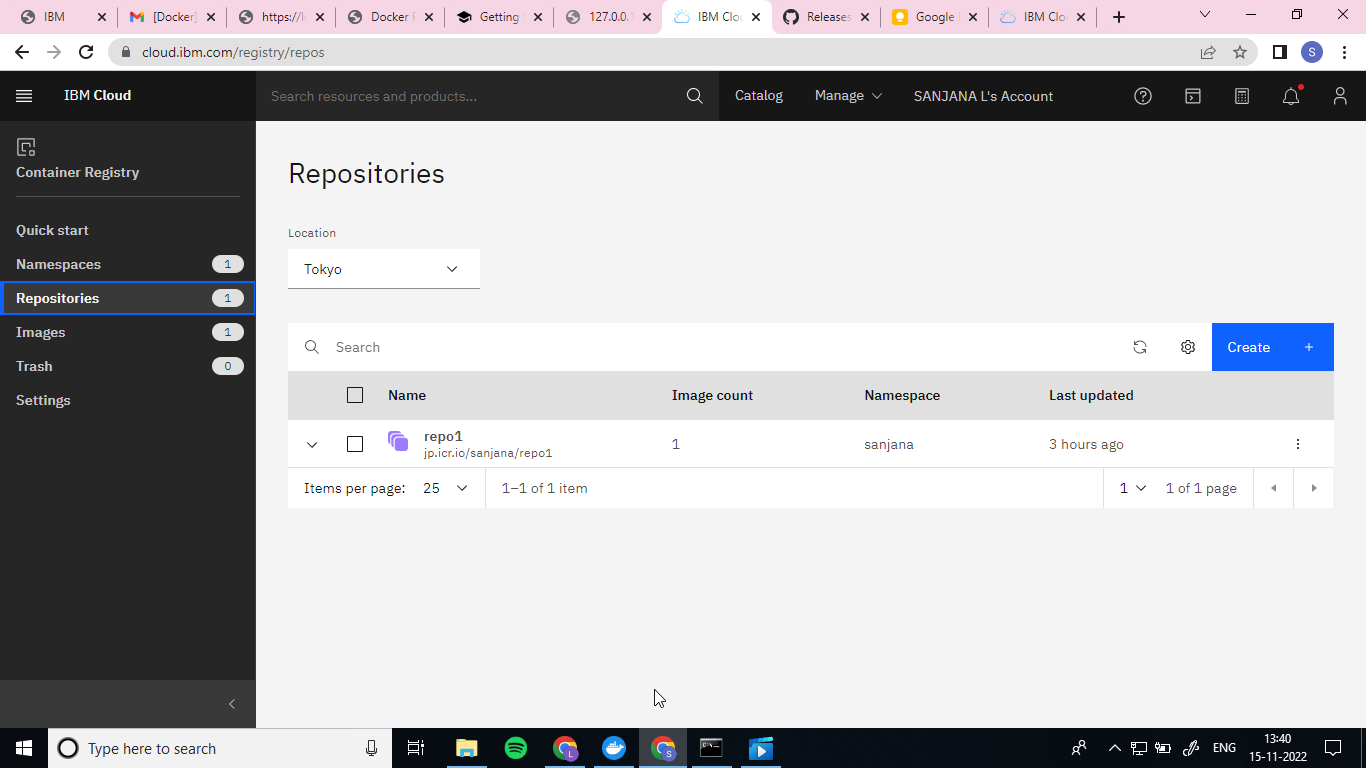 IBM
[Docker]
https://l
Docker
Getting
127.0.0.1
IBM Clo
Releases
Google
IBM Clo
cloud.ibm.com/registry/repos
S
IBM Cloud
Search resources and products...
Catalog
Manage
SANJANA L's Account
Container Registry
Quick start
Namespaces 1
Repositories 1
Images 1
Trash 0
Settings
Repositories
Location
Tokyo
Search
Create +
Name Image count Namespace Last updated
repo1 1 sanjana 3 hours ago
jp.icr.io/sanjana/repo1
Items per page: 25 1–1 of 1 item 1 1 of 1 page
Type here to search
L
S
ENG
13:40
15-11-2022